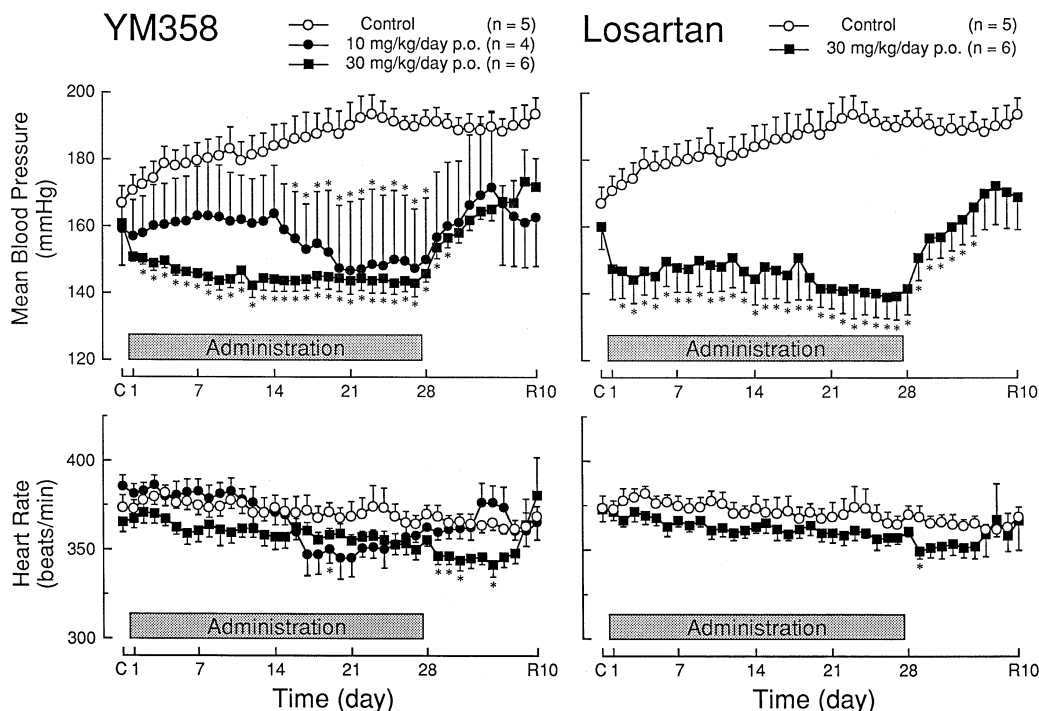 YM358
Control (n = 5)
10 mg/kg/day p.o. (n = 4)
30 mg/kg/day p.o. (n = 6)
Losartan
Control (n = 5)
30 mg/kg/day p.o. (n = 6)
Mean Blood Pressure
(mmHg)
200
180
160
140
120
* * * * * * * * * * * * *
Administration
Administration
C 1 7 14 21 28 R10
C 1 7 14 21 28 R10
Heart Rate
(beats/min)
400
350
300
Administration
Administration
C 1 7 14 21 28 R10
C 1 7 14 21 28 R10
Time (day)
Time (day)